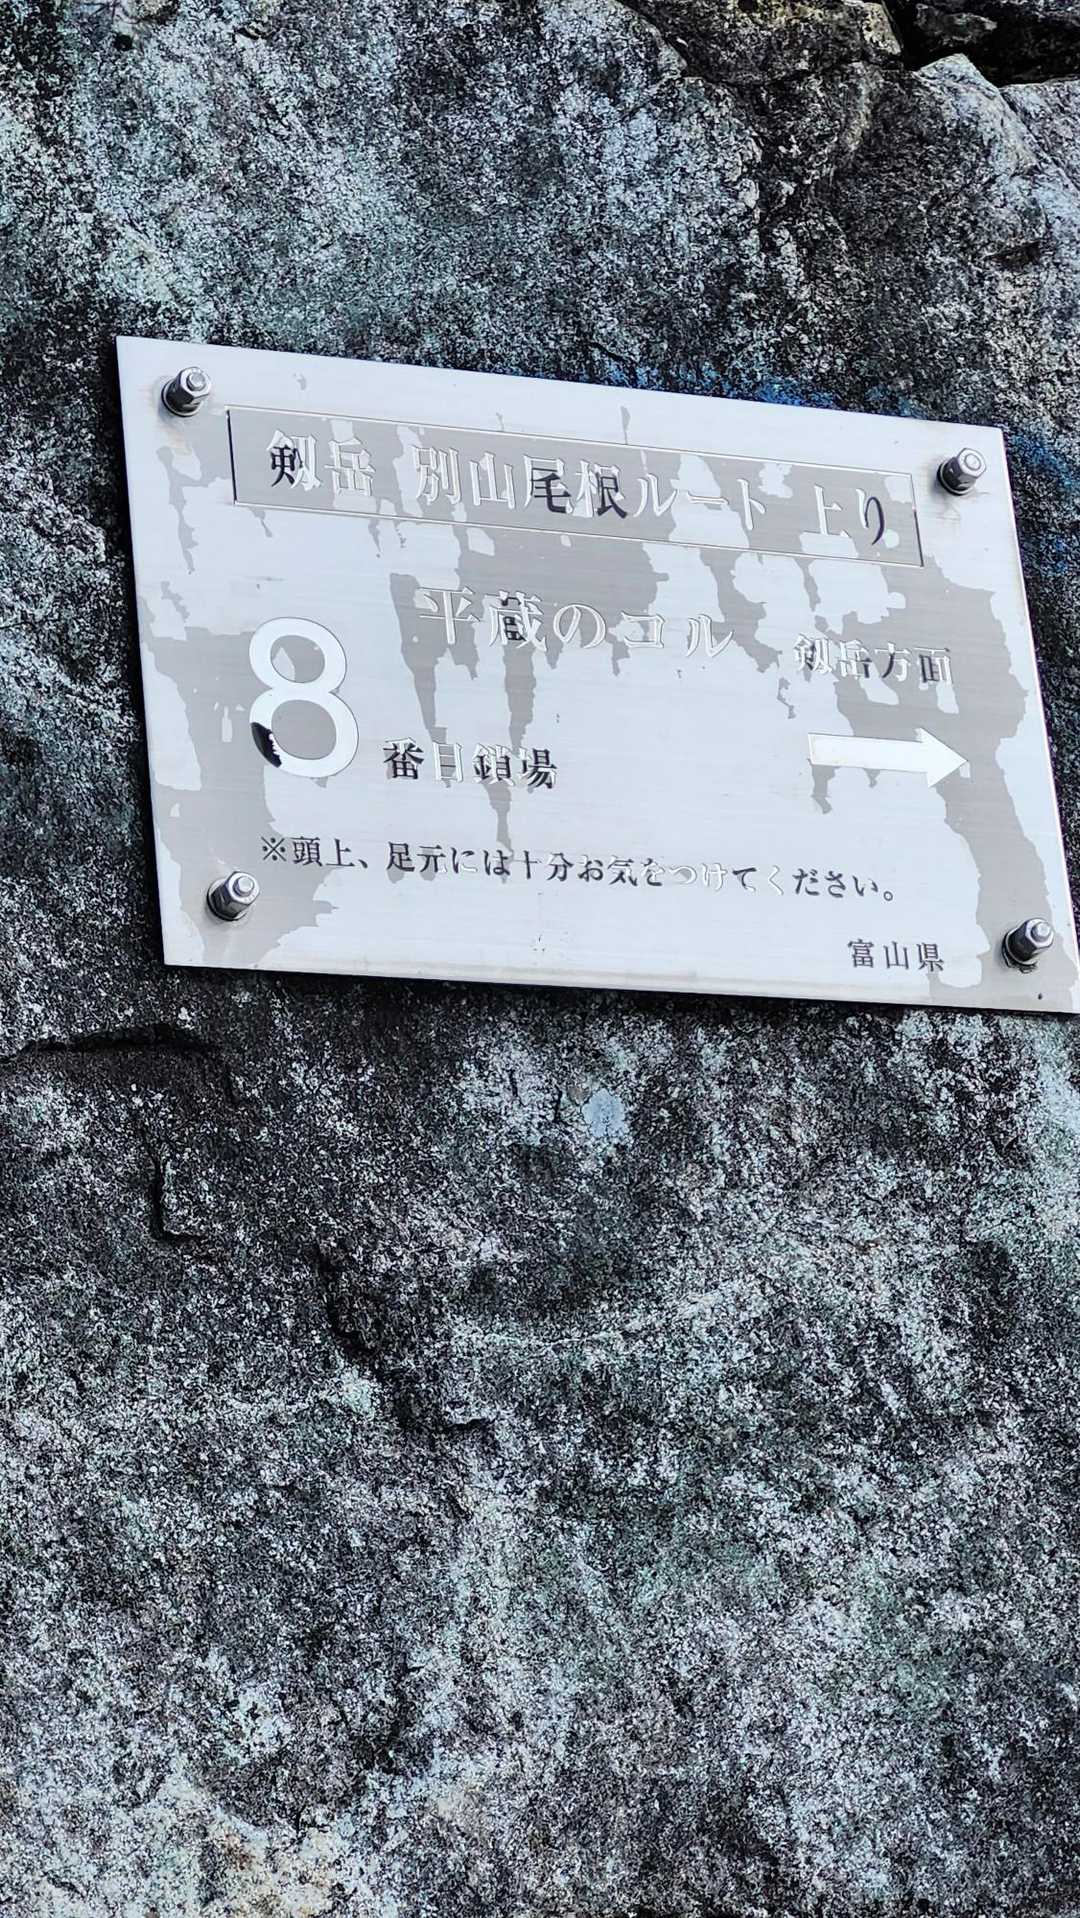 剱岳 別山尾根ルート 上り
平蔵のコル
剱岳方面
8番目鎖場
※頭上、足元には十分お気をつけてください。
富山県